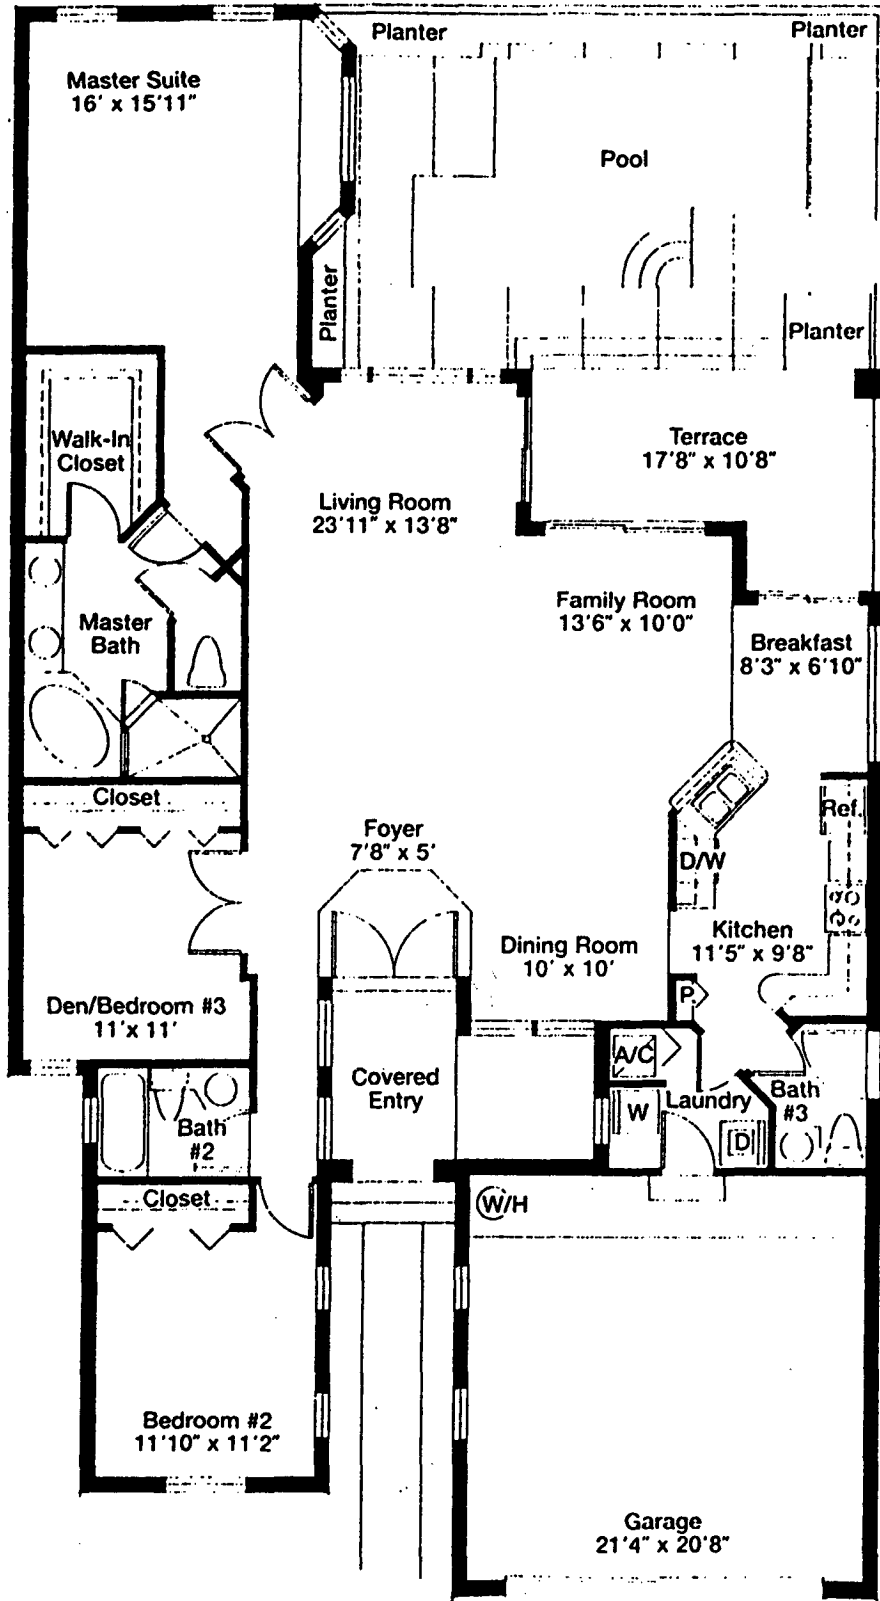 Planter
Planter
Master Suite
16' x 15'11"
Pool
Planter
Planter
Walk-In
Closet
Terrace
17'8" x 10'8"
Living Room
23'11" x 13'8"
Family Room
13'6" x 10'0"
Master
Bath
Breakfast
8'3" x 6'10"
Closet
Ref.
Foyer
7'8" x 5'
D/W
Kitchen
11'5" x 9'8"
Dining Room
10' x 10'
P
Den/Bedroom #3
11' x 11'
A/C
Covered
Entry
Laundry
W
Bath
#3
Bath
#2
D
Closet
W/H
Bedroom #2
11'10" x 11'2"
Garage
21'4" x 20'8"